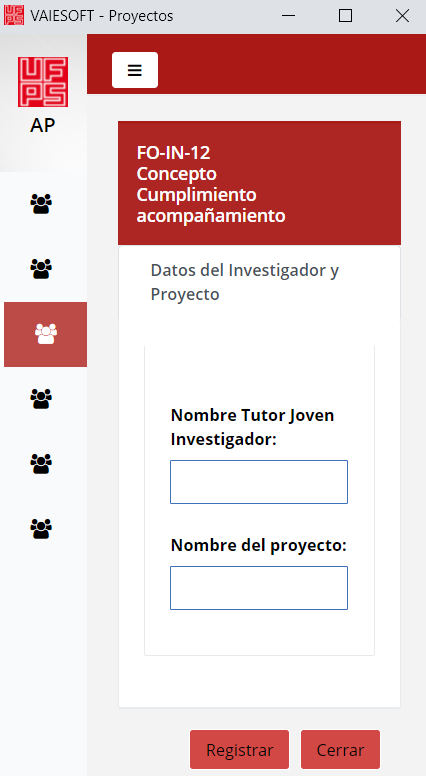 VAIESOFT - Proyectos
UF
PS
AP
FO-IN-12
Concepto
Cumplimiento
acompañamiento
Datos del Investigador y
Proyecto
Nombre Tutor Joven
Investigador:
Nombre del proyecto:
Registrar Cerrar